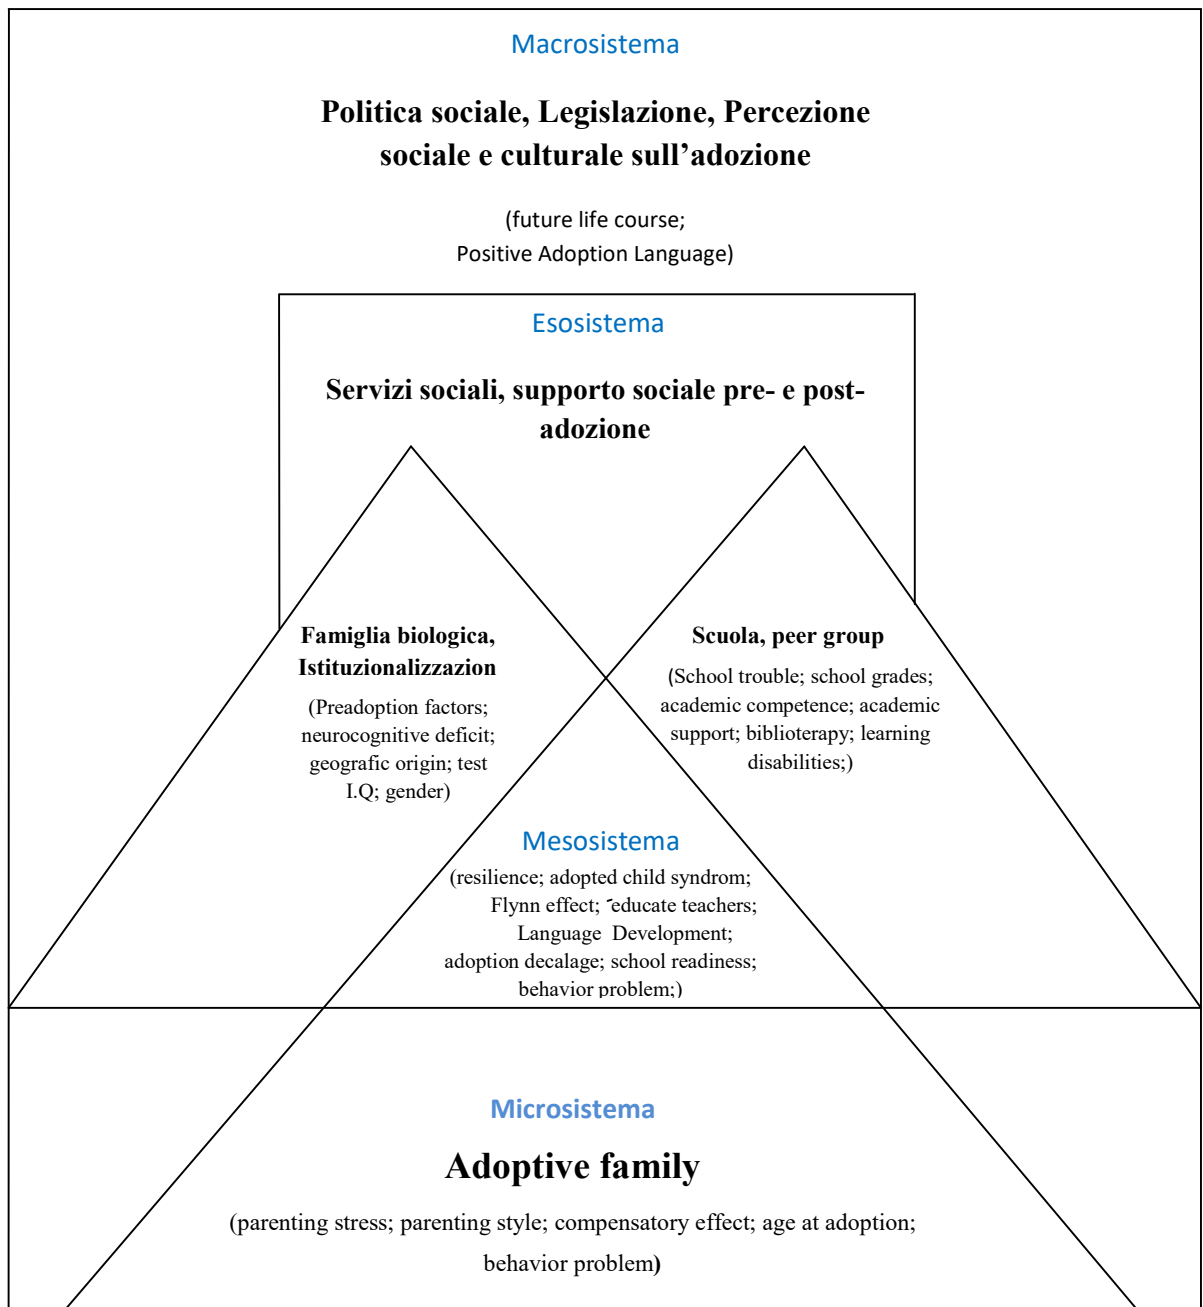 Macrosistema
Politica sociale, Legislazione, Percezione
sociale e culturale sull’adozione
(future life course;
Positive Adoption Language)
Esosistema
Servizi sociali, supporto sociale pre- e post-
adozione
Famiglia biologica,
Istituzionalizzazion
(Preadoption factors;
neurocognitive deficit;
geografic origin; test
I.Q; gender)
Scuola, peer group
(School trouble; school grades;
academic competence; academic
support; biblioterapy; learning
disabilities;)
Mesosistema
(resilience; adopted child syndrom;
Flynn effect; educate teachers;
Language Development;
adoption decalage; school readiness;
behavior problem;)
Microsistema
Adoptive family
(parenting stress; parenting style; compensatory effect; age at adoption;
behavior problem)